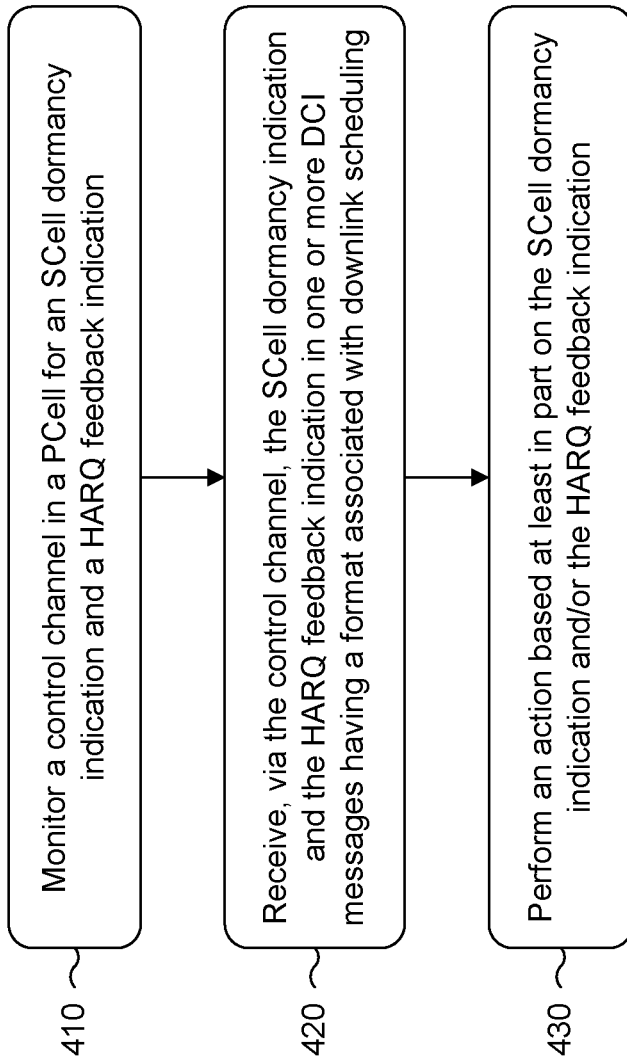 410
Monitor a control channel in a PCell for an SCell dormancy
indication and a HARQ feedback indication
420
Receive, via the control channel, the SCell dormancy indication
and the HARQ feedback indication in one or more DCI
messages having a format associated with downlink scheduling
430
Perform an action based at least in part on the SCell dormancy
indication and/or the HARQ feedback indication